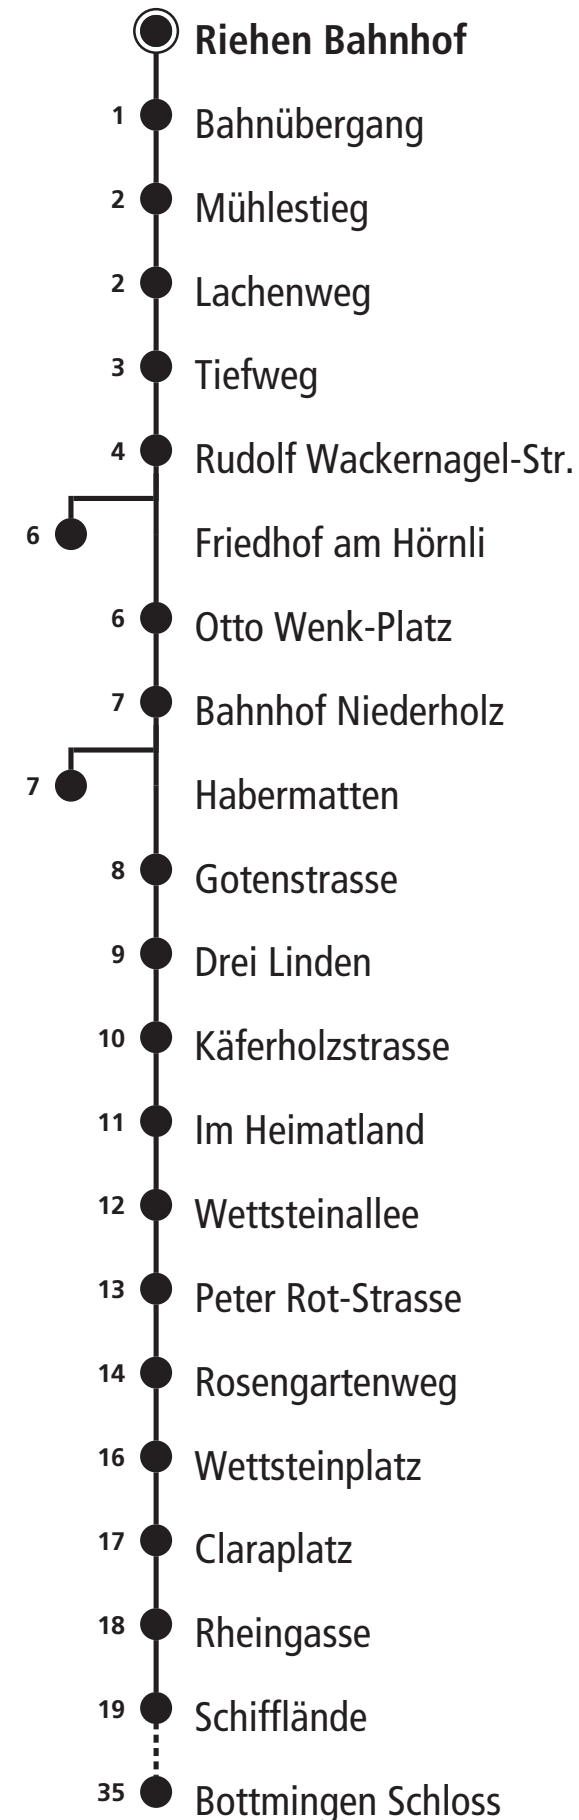 Riehen Bahnhof
1 Bahnübergang
2 Mühlestieg
2 Lachenweg
3 Tiefweg
4 Rudolf Wackernagel-Str.
6 Friedhof am Hörnli
6 Otto Wenk-Platz
7 Bahnhof Niederholz
7 Habermatten
8 Gotenstrasse
9 Drei Linden
10 Käferholzstrasse
11 Im Heimatland
12 Wettsteinallee
13 Peter Rot-Strasse
14 Rosengartenweg
16 Wettsteinplatz
17 Claraplatz
18 Rheingasse
19 Schifflände
35 Bottmingen Schloss